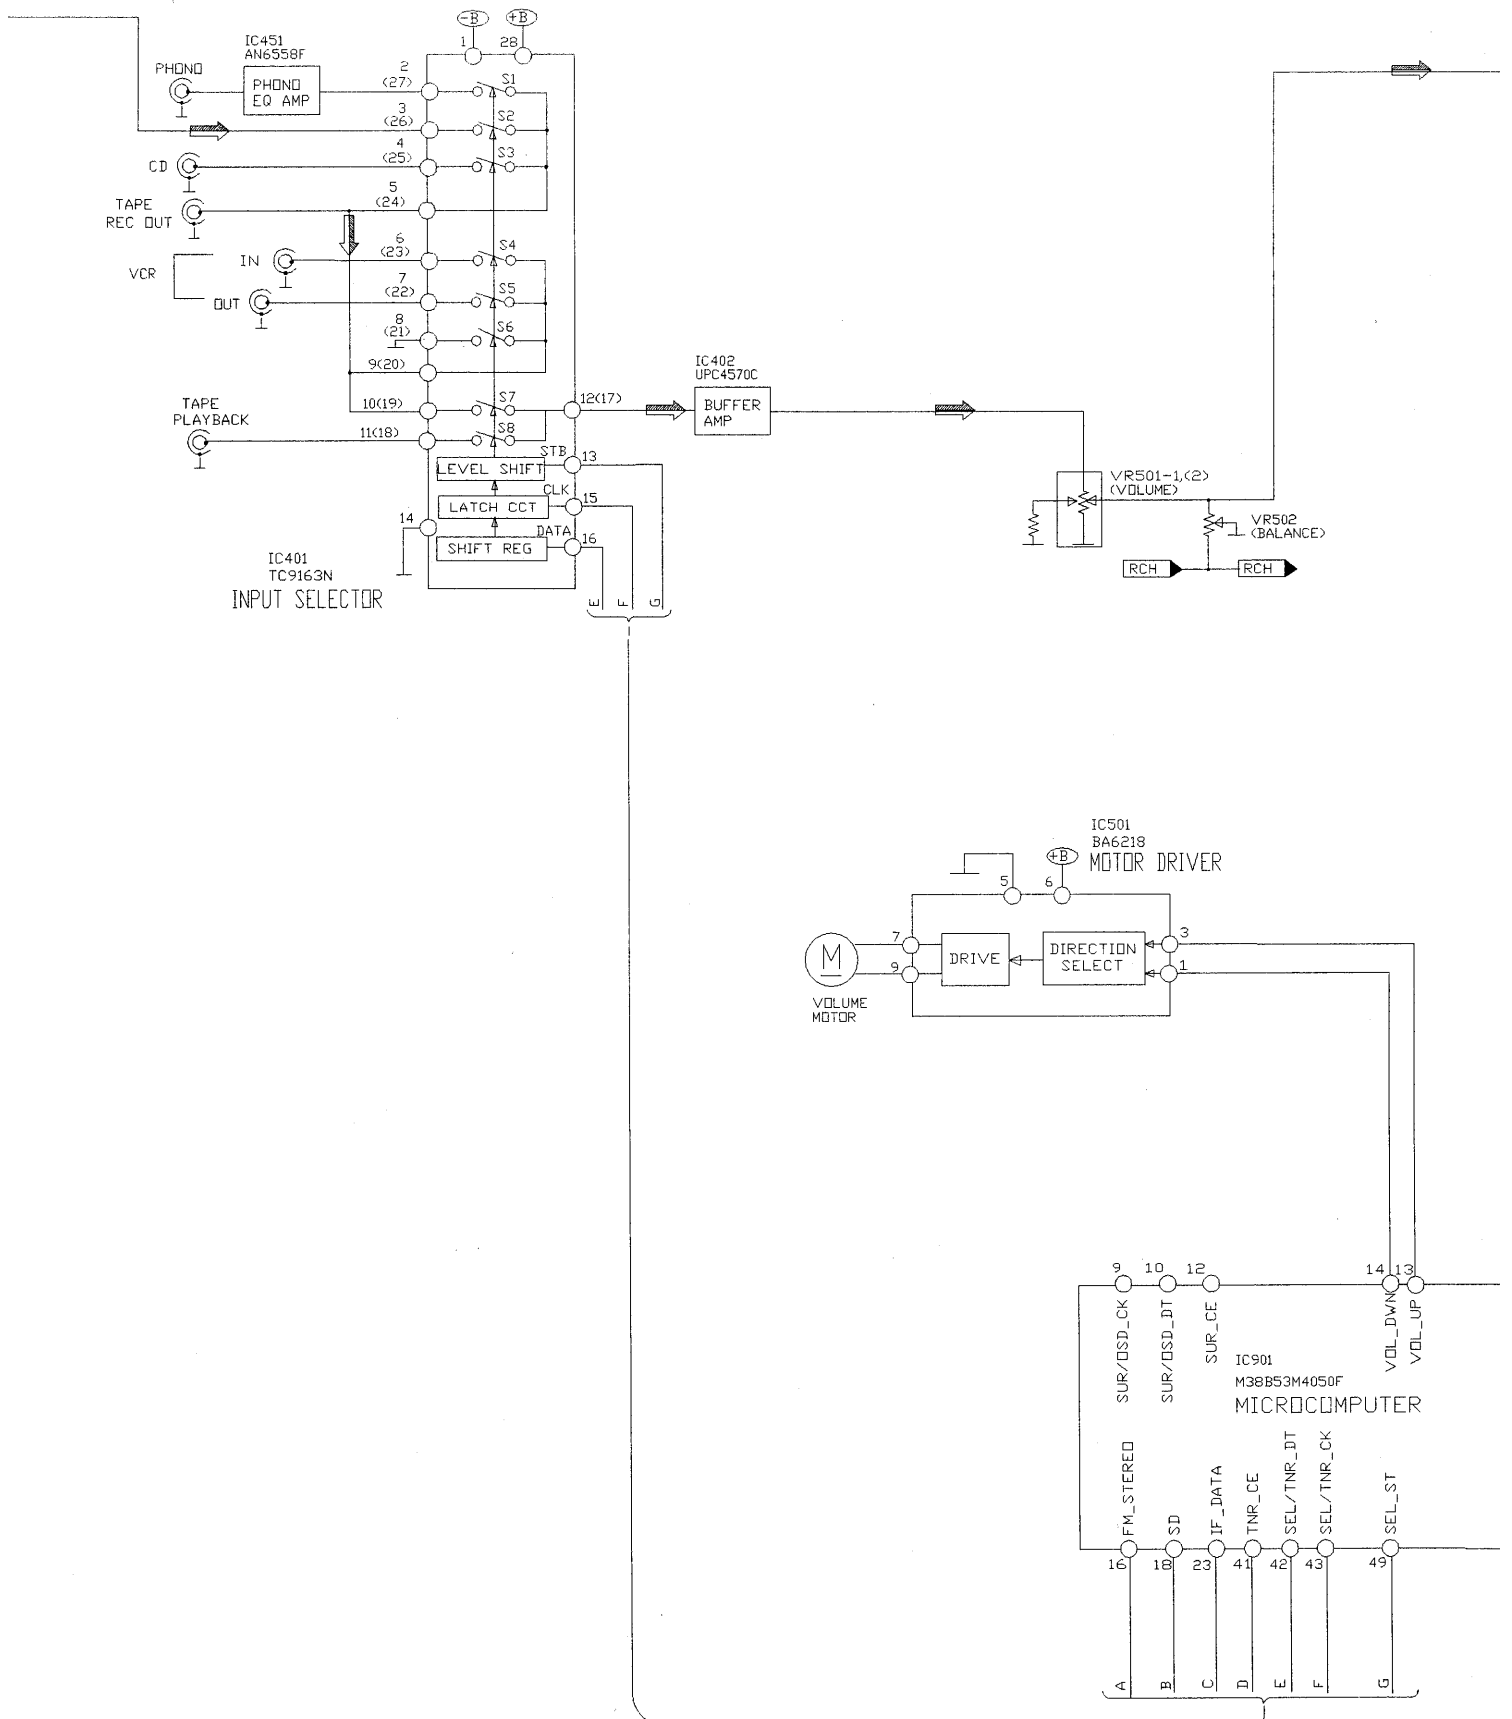 -B
+B
1
28
IC451
AN6558F
PHONO
PHONO
EQ AMP
2
(27)
S1
3
(26)
S2
CD
4
(25)
S3
TAPE
REC OUT
5
(24)
VCR
IN
6
(23)
S4
OUT
7
(22)
S5
8
(21)
S6
9(20)
TAPE
PLAYBACK
10(19)
S7
12(17)
11(18)
S8
IC402
UPC4570C
BUFFER
AMP
STB
13
LEVEL SHIFT
CLK
15
LATCH CCT
14
DATA
16
SHIFT REG
IC401
TC9163N
INPUT SELECTOR
E
F
G
VR501-1,(2)
(VOLUME)
VR502
(BALANCE)
RCH
RCH
IC501
BA6218
MOTOR DRIVER
+B
5
6
7
9
M
DRIVE
DIRECTION
SELECT
3
1
VOLUME
MOTOR
9
10
12
14
13
SUR/OSD_CK
SUR/OSD_DT
SUR_CE
VOL_DWN
VOL_UP
IC901
M38B53M4050F
MICROCOMPUTER
FM_STEREO
SD
IF_DATA
TNR_CE
SEL/TNR_DT
SEL/TNR_CK
SEL_ST
16
18
23
41
42
43
49
A
B
C
D
E
F
G